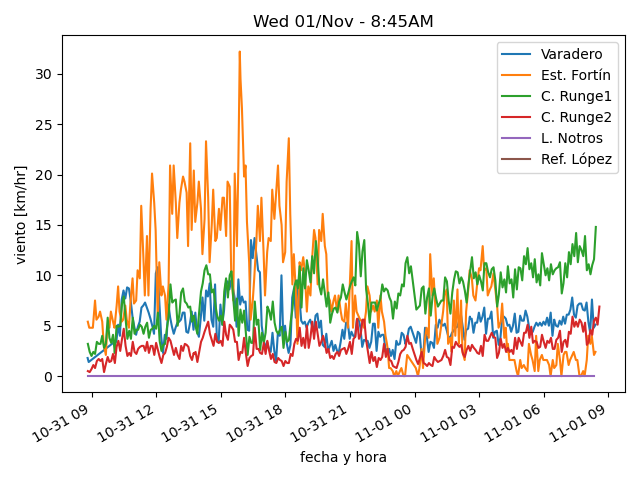 Wed 01/Nov - 8:45AM
Varadero
Est. Fortín
C. Runge1
C. Runge2
L. Notros
Ref. López
viento [km/hr]
30
25
20
15
10
5
0
10-31 09
10-31 12
10-31 15
10-31 18
10-31 21
11-01 00
11-01 03
11-01 06
11-01 09
fecha y hora